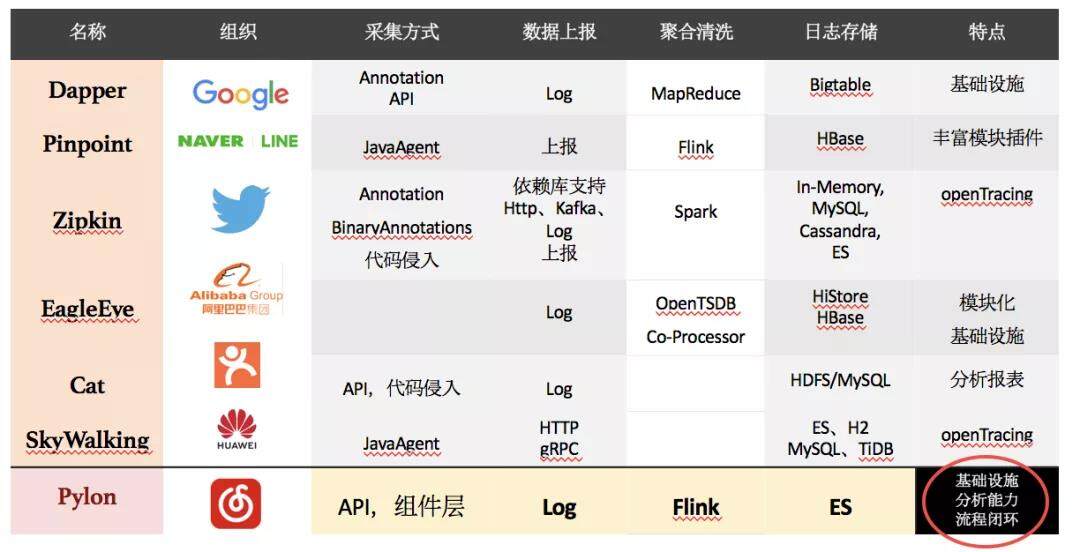 名称 组织 采集方式 数据上报 聚合清洗 日志存储 特点
Dapper Google Annotation API Log MapReduce Bigtable 基础设施
Pinpoint NAVER LINE JavaAgent 上报 Flink HBase 丰富模块插件
Zipkin
Annotation
BinaryAnnotations
代码侵入
依赖库支持
Http、Kafka、
Log
上报
Spark
In-Memory,
MySQL,
Cassandra,
ES
openTracing
EagleEye
Alibaba Group
阿里巴巴集团
Log
OpenTSDB
Co-Processor
HiStore
HBase
模块化
基础设施
Cat API，代码侵入 Log HDFS/MySQL 分析报表
SkyWalking
HUAWEI
JavaAgent
HTTP
gRPC
ES、H2
MySQL、TiDB
openTracing
Pylon API，组件层 Log Flink ES
基础设施
分析能力
流程闭环